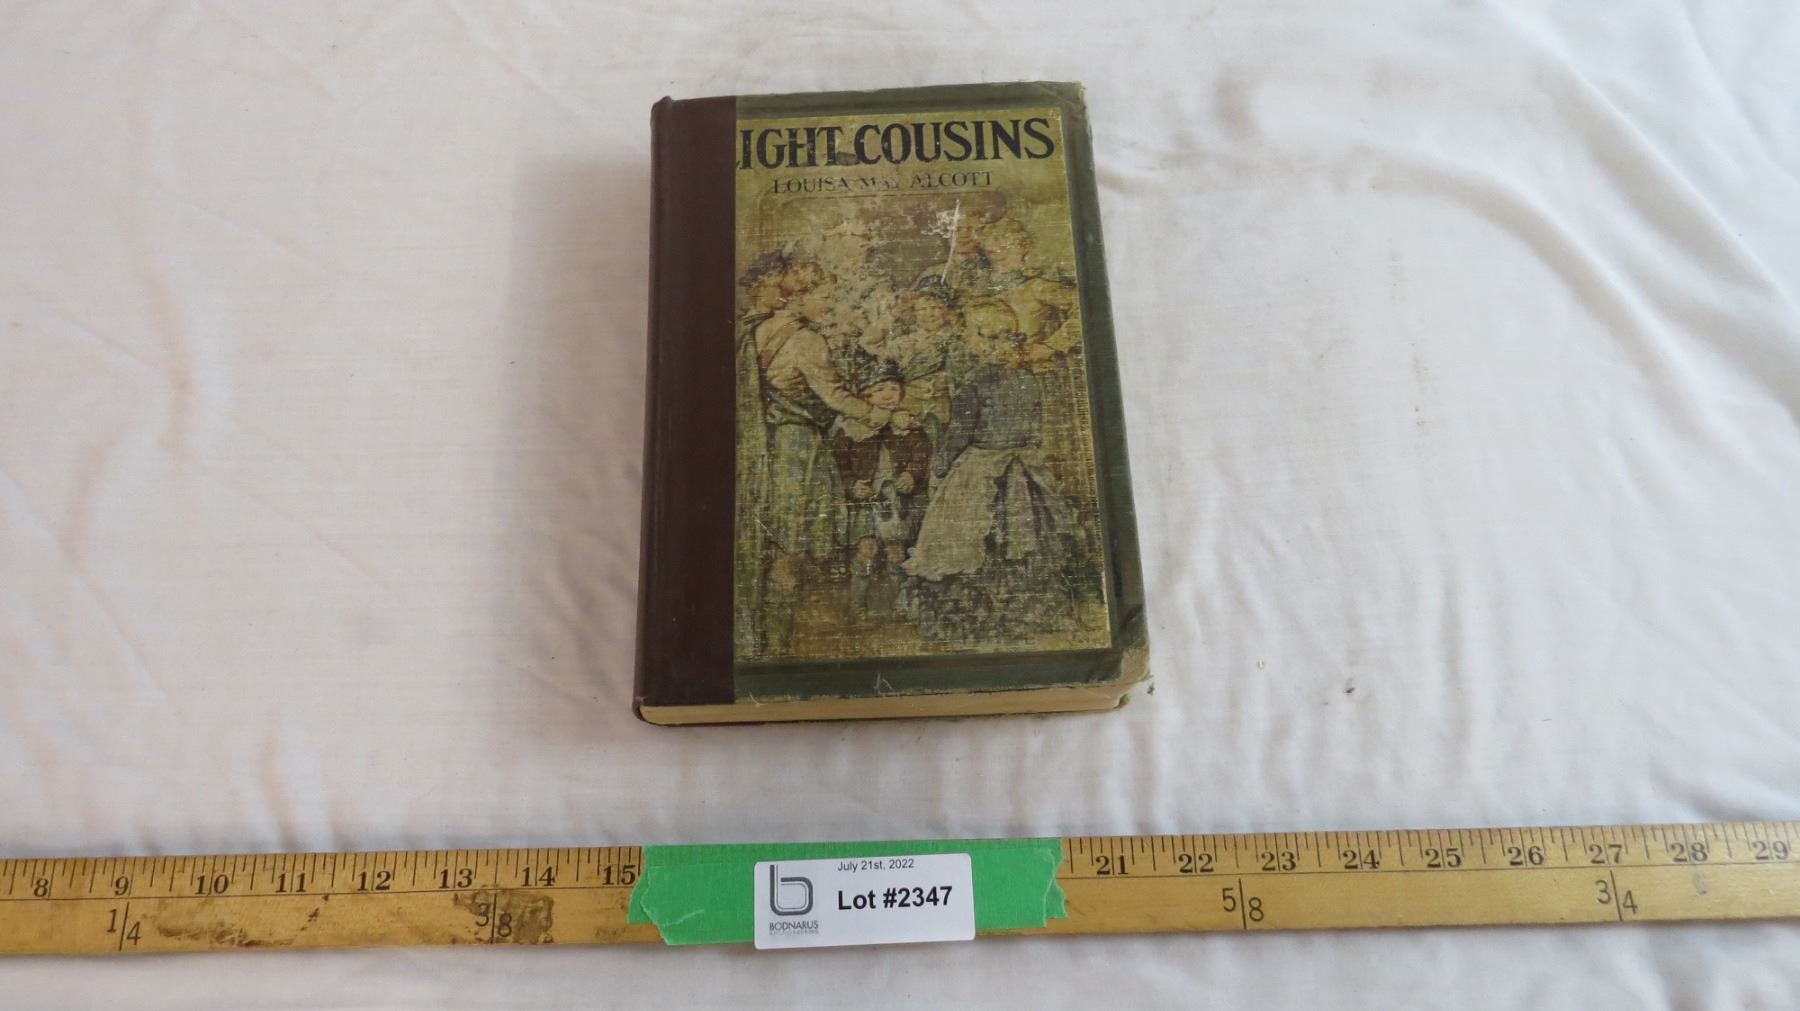 IGHT COUSINS
LOUISA MAY ALCOTT
8 9 10 11 12 13 14 15 21 22 23 24 25 26 27 28 29
1/4 3/8 5/8 3/4
July 21st, 2022
Lot #2347
BODNARUS